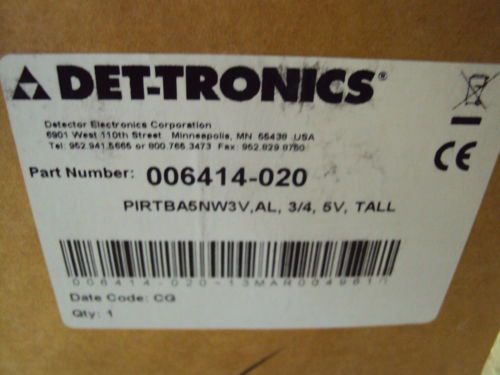 DET-TRONICS®
Detector Electronics Corporation
6901 West 110th Street Minneapolis, MN 55438 USA
Tel: 952.941.5665 or 800.765.3473 Fax: 952.829.8750
CE
Part Number: 006414-020
PIRTBA5NW3V,AL, 3/4, 5V, TALL
Date Code: CG
Qty: 1